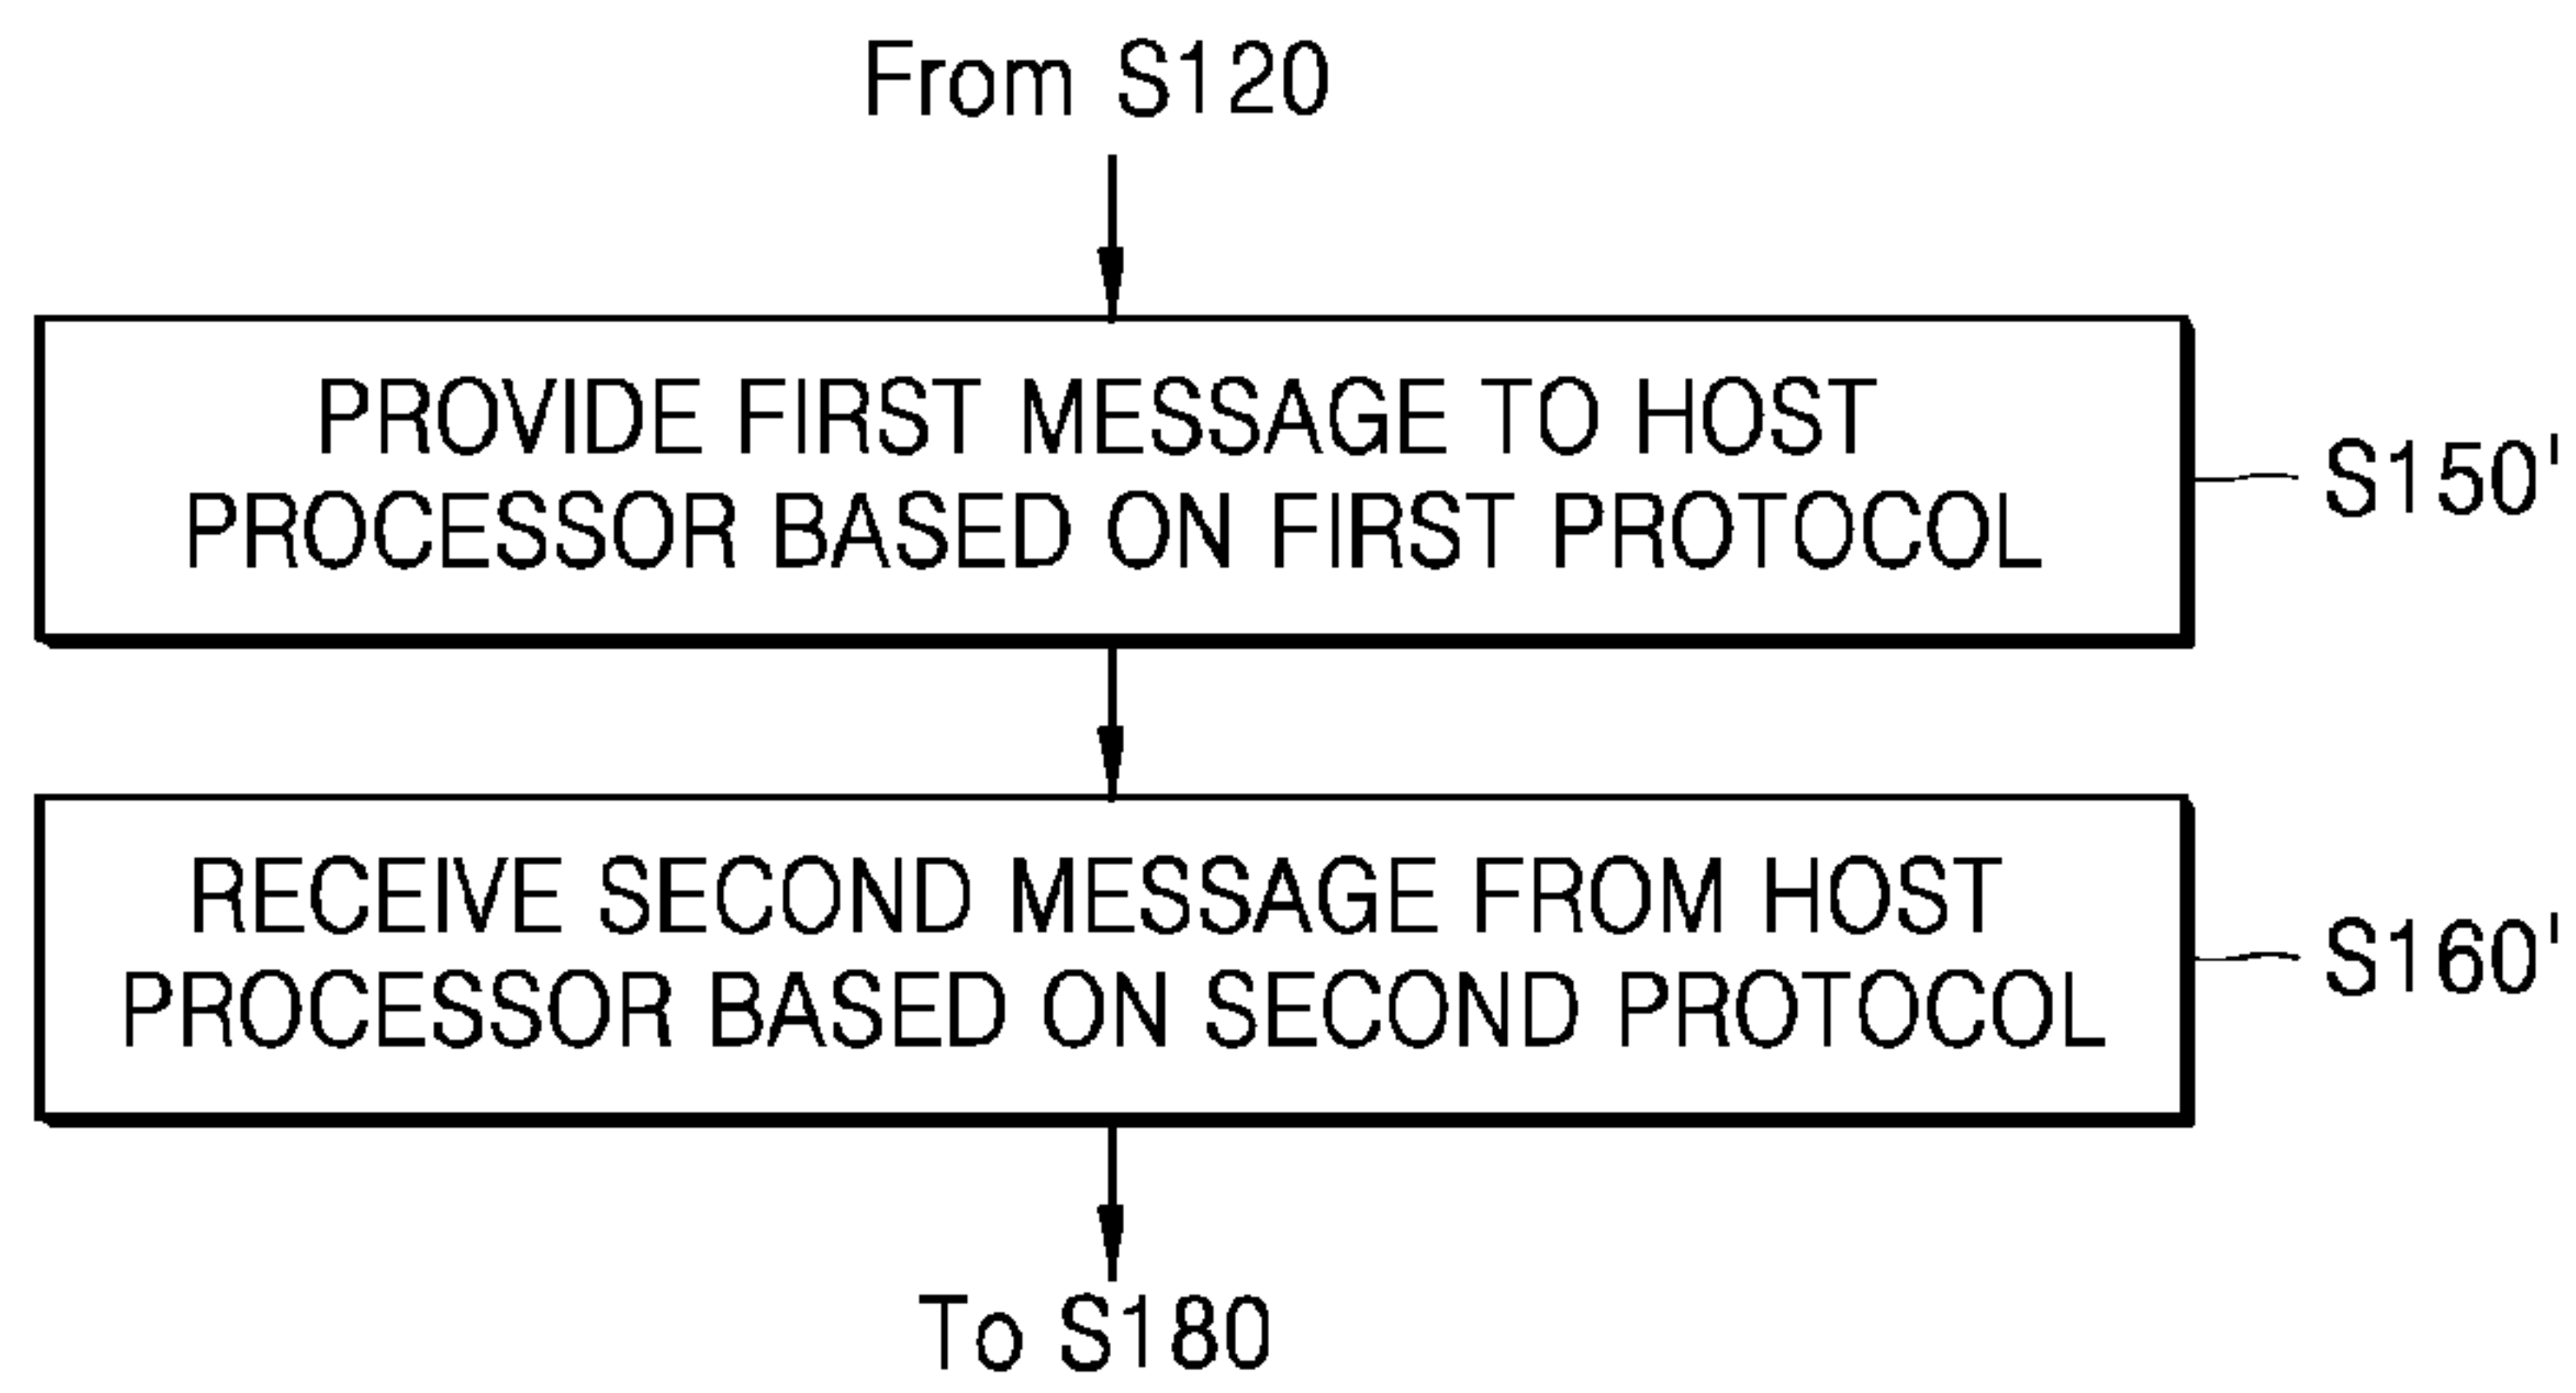 From S120
PROVIDE FIRST MESSAGE TO HOST
PROCESSOR BASED ON FIRST PROTOCOL
S150'
RECEIVE SECOND MESSAGE FROM HOST
PROCESSOR BASED ON SECOND PROTOCOL
S160'
To S180